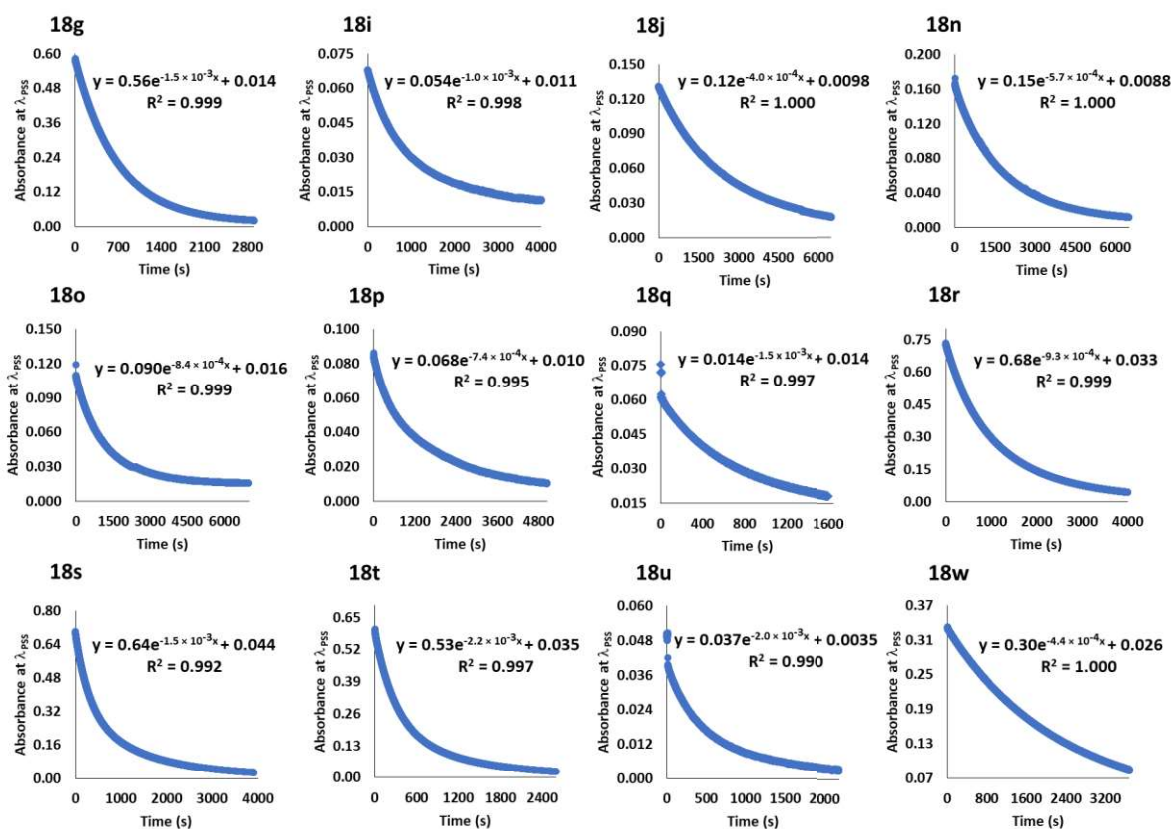 18g
0.60
0.48
0.36
0.24
0.12
0.00
Absorbance at λPSS
y = 0.56e^-1.5 × 10^-3x + 0.014
R² = 0.999
0 700 1400 2100 2800
Time (s)
18i
0.075
0.060
0.045
0.030
0.015
0.000
Absorbance at λPSS
y = 0.054e^-1.0 × 10^-3x + 0.011
R² = 0.998
0 1000 2000 3000 4000
Time (s)
18j
0.150
0.120
0.090
0.060
0.030
0.000
Absorbance at λPSS
y = 0.12e^-4.0 × 10^-4x + 0.0098
R² = 1.000
0 1500 3000 4500 6000
Time (s)
18n
0.200
0.160
0.120
0.080
0.040
0.000
Absorbance at λPSS
y = 0.15e^-5.7 × 10^-4x + 0.0088
R² = 1.000
0 1500 3000 4500 6000
Time (s)
18o
0.150
0.120
0.090
0.060
0.030
0.000
Absorbance at λPSS
y = 0.090e^-8.4 × 10^-4x + 0.016
R² = 0.999
0 1500 3000 4500 6000
Time (s)
18p
0.100
0.080
0.060
0.040
0.020
0.000
Absorbance at λPSS
y = 0.068e^-7.4 × 10^-4x + 0.010
R² = 0.995
0 1200 2400 3600 4800
Time (s)
18q
0.090
0.075
0.060
0.045
0.030
0.015
Absorbance at λPSS
y = 0.014e^-1.5 × 10^-3x + 0.014
R² = 0.997
0 400 800 1200 1600
Time (s)
18r
0.75
0.60
0.45
0.30
0.15
0.00
Absorbance at λPSS
y = 0.68e^-9.3 × 10^-4x + 0.033
R² = 0.999
0 1000 2000 3000 4000
Time (s)
18s
0.80
0.64
0.48
0.32
0.16
0.00
Absorbance at λPSS
y = 0.64e^-1.5 × 10^-3x + 0.044
R² = 0.992
0 1000 2000 3000 4000
Time (s)
18t
0.65
0.52
0.39
0.26
0.13
0.00
Absorbance at λPSS
y = 0.53e^-2.2 × 10^-3x + 0.035
R² = 0.997
0 600 1200 1800 2400
Time (s)
18u
0.060
0.048
0.036
0.024
0.012
0.000
Absorbance at λPSS
y = 0.037e^-2.0 × 10^-3x + 0.0035
R² = 0.990
0 500 1000 1500 2000
Time (s)
18w
0.37
0.31
0.25
0.19
0.13
0.07
Absorbance at λPSS
y = 0.30e^-4.4 × 10^-4x + 0.026
R² = 1.000
0 800 1600 2400 3200
Time (s)